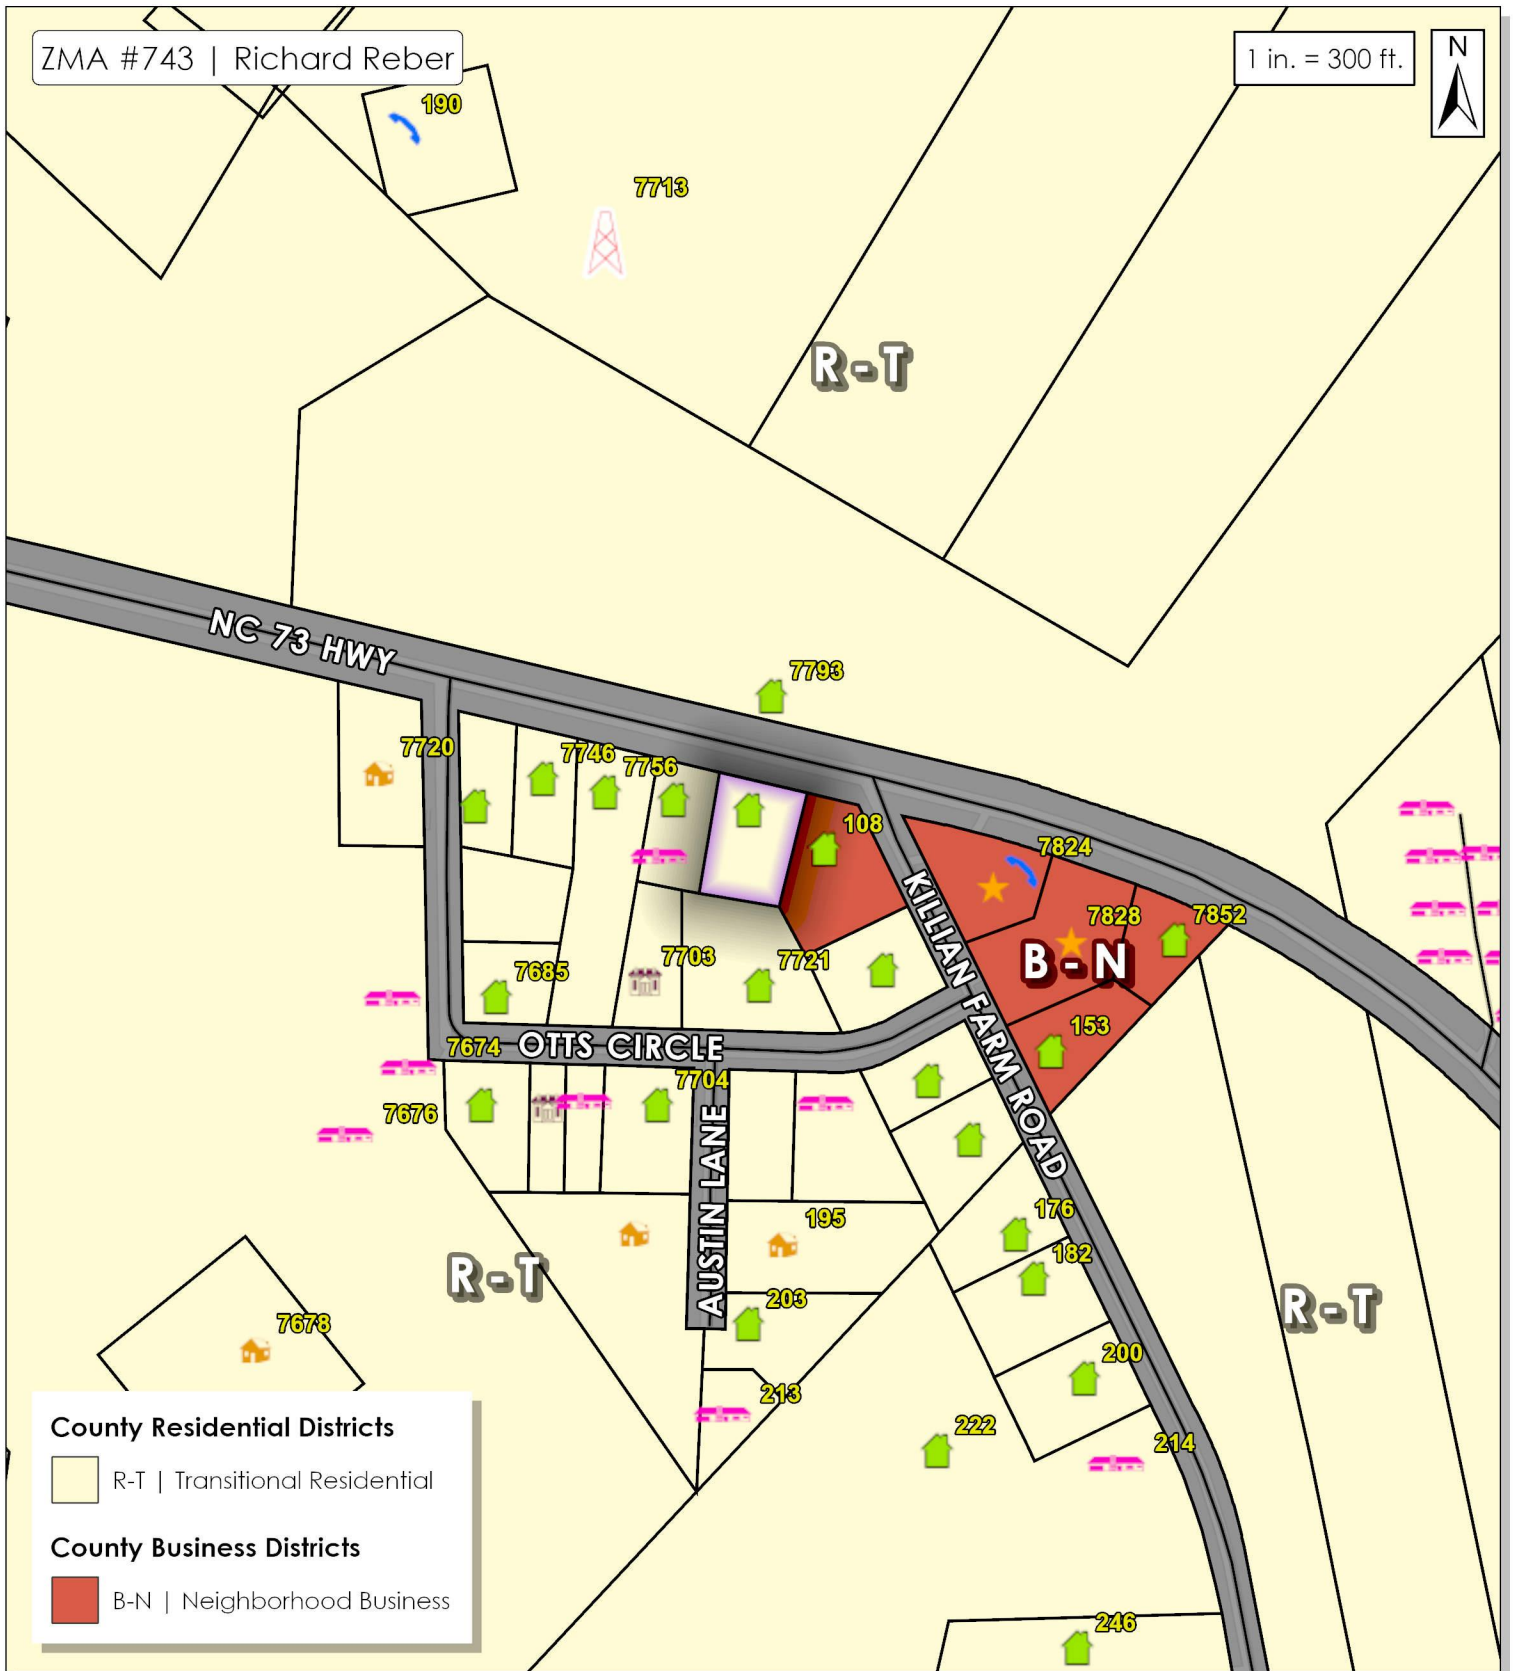 ZMA #743 | Richard Reber
1 in. = 300 ft.
N
190
7713
R - T
NC 73 HWY
7793
7720
7746
7756
108
7824
7828
7852
B - N
KILLIAN FARM ROAD
7703
7721
7685
153
7674
OTTS CIRCLE
7704
7676
AUSTIN LANE
195
176
182
R - T
203
R - T
7678
200
213
222
214
246
County Residential Districts
R-T | Transitional Residential
County Business Districts
B-N | Neighborhood Business